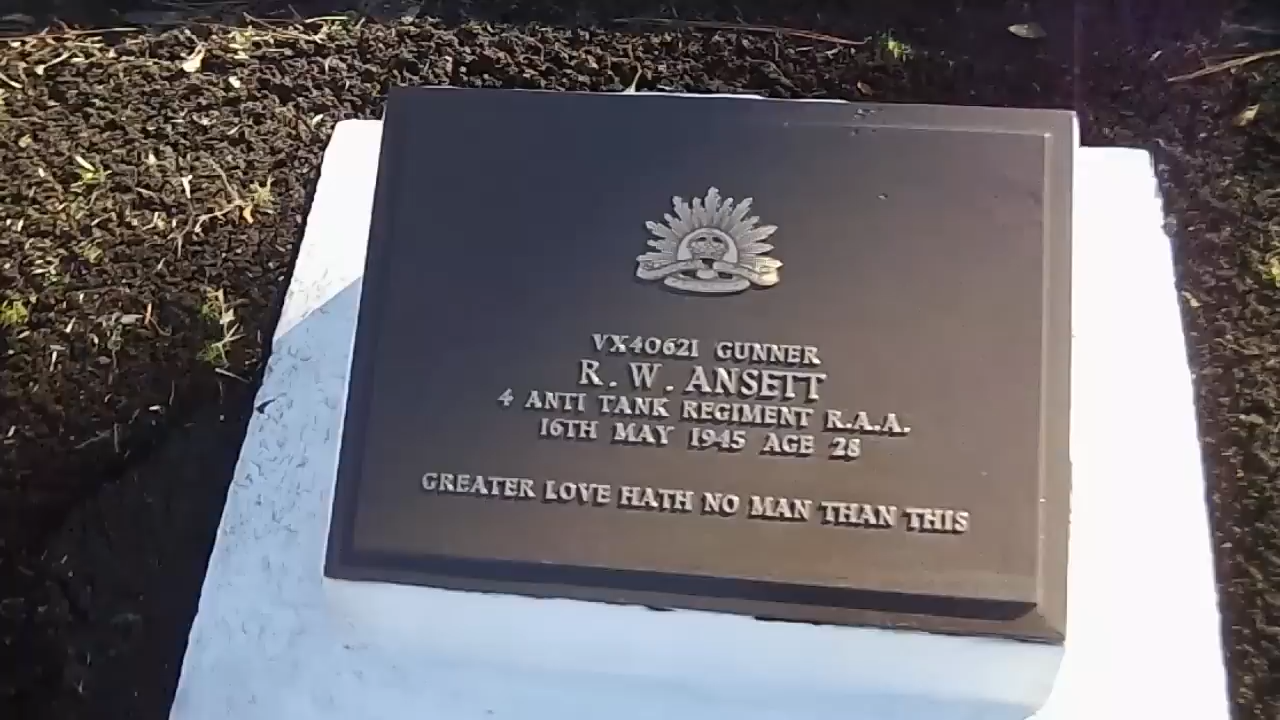 VX40621 GUNNER
R. W. ANSETT
4 ANTI TANK REGIMENT R.A.A.
16TH MAY 1945 AGE 28
GREATER LOVE HATH NO MAN THAN THIS